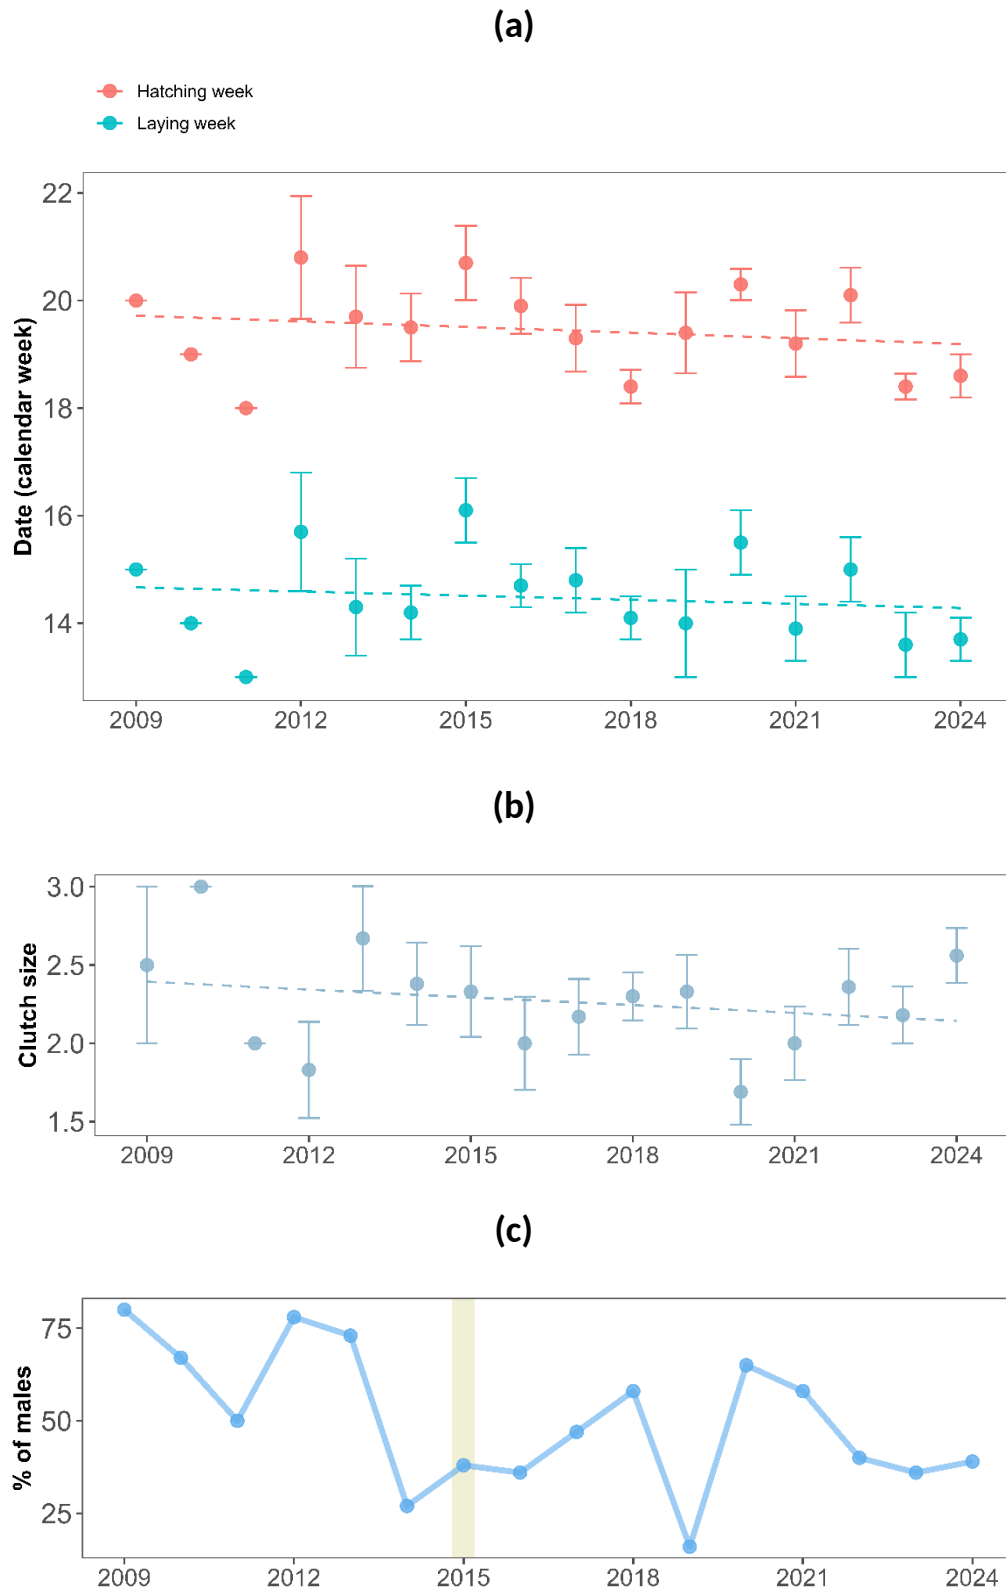 (a)
Hatching week
Laying week
22
20
18
16
14
Date (calendar week)
2009 2012 2015 2018 2021 2024
(b)
3.0
2.5
2.0
1.5
Clutch size
2009 2012 2015 2018 2021 2024
(c)
75
50
25
% of males
2009 2012 2015 2018 2021 2024